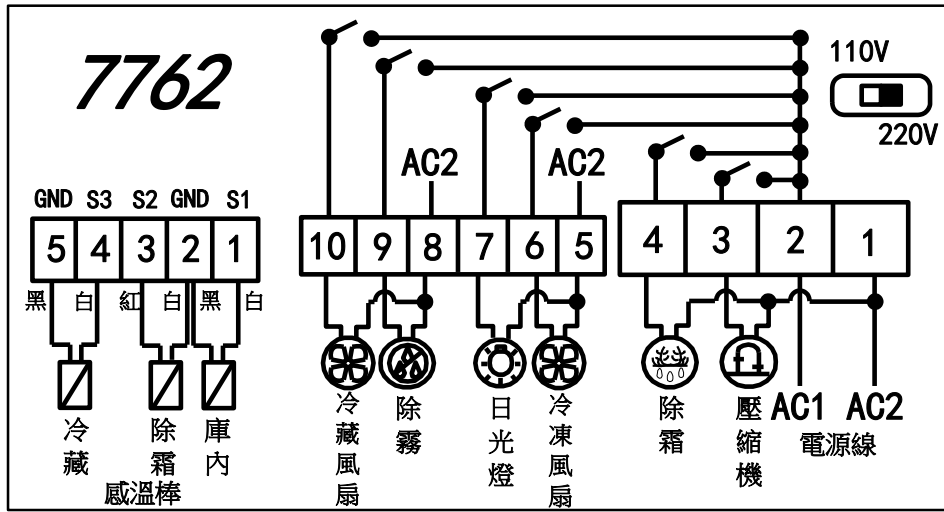 7762
110V
220V
AC2
AC2
GND S3 S2 GND S1
5 4 3 2 1
黑 白 紅 白 黑 白
冷藏
除霜
庫內
感溫棒
10 9 8 7 6 5
冷藏風扇
除霧
日光燈
冷凍風扇
4 3 2 1
除霜
壓縮機
AC1 AC2
電源線